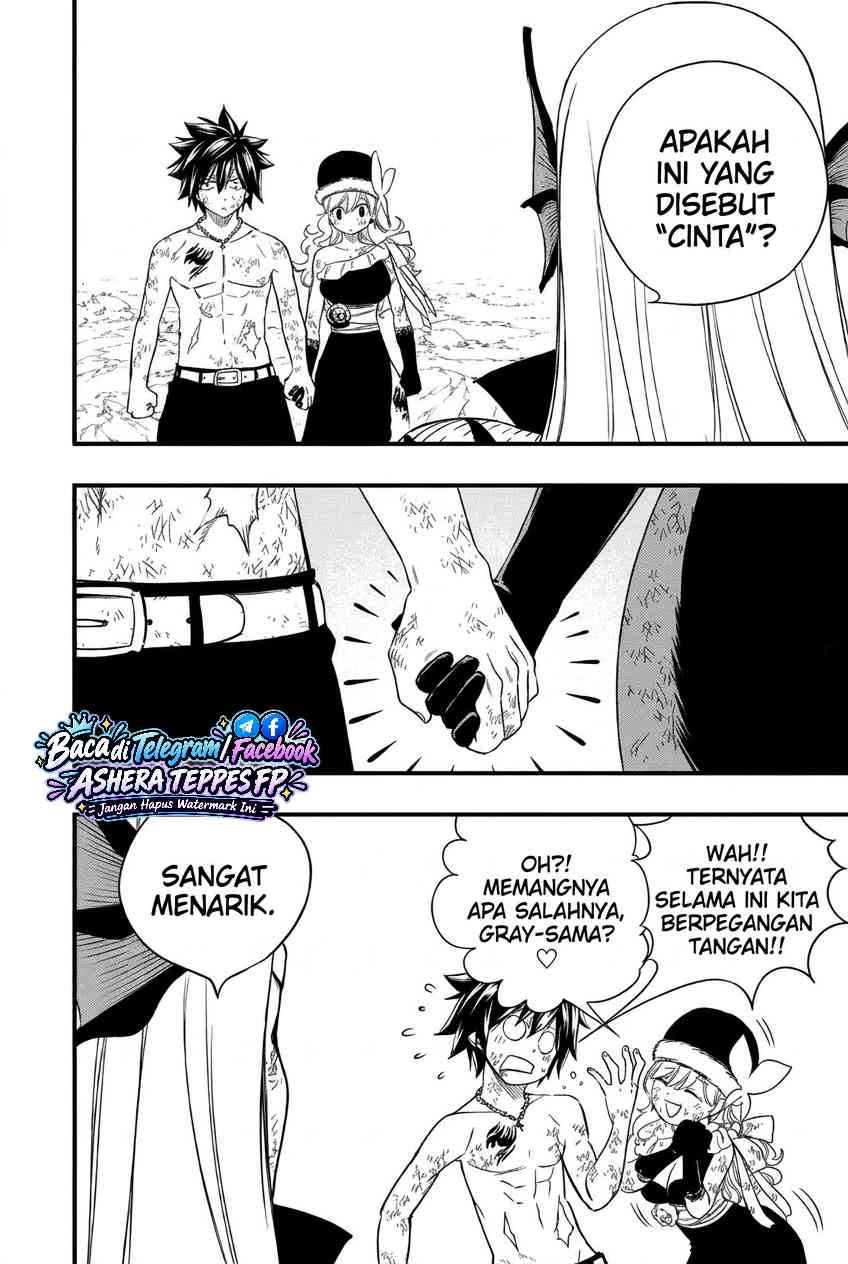 APAKAH
INI YANG
DISEBUT
“CINTA”?
Baca di Telegram/Facebook
ASHERA TEPPES FP
Jangan Hapus Watermark Ini
WAH!!
TERNYATA
SELAMA INI KITA
BERPEGANGAN
TANGAN!!
OH?!
MEMANGNYA
APA SALAHNYA,
GRAY-SAMA?
♡
SANGAT
MENARIK.